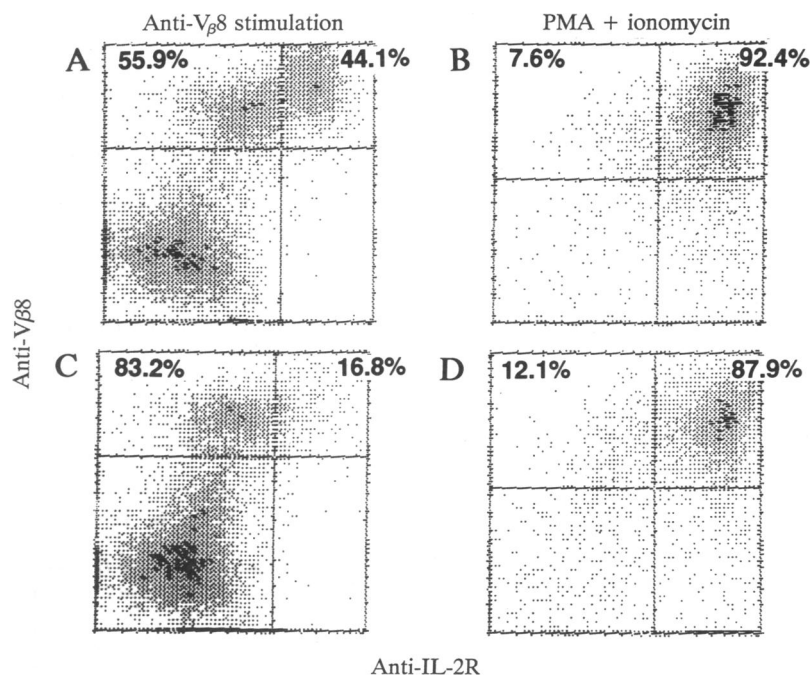 Anti-Vβ8 stimulation
PMA + ionomycin
A
55.9%
44.1%
B
7.6%
92.4%
C
83.2%
16.8%
D
12.1%
87.9%
Anti-Vβ8
Anti-IL-2R